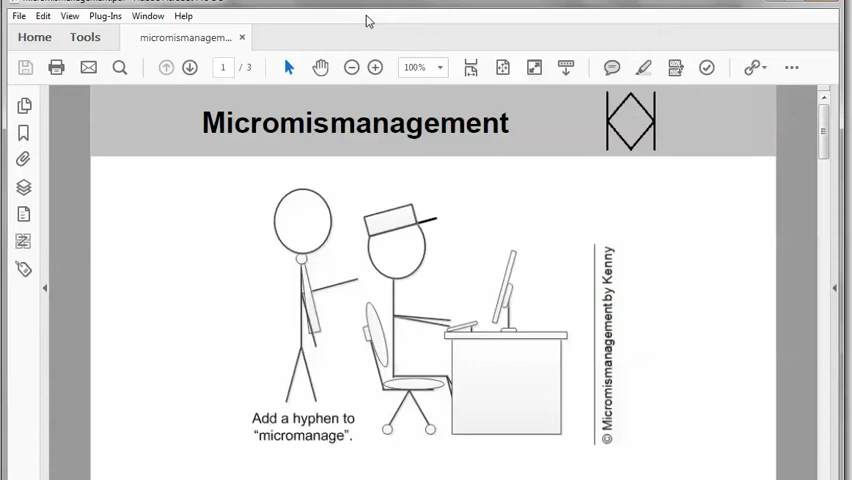 File Edit View Plug-Ins Window Help
Home Tools micromismanagem... ×
1 / 3 100%
Micromismanagement
Add a hyphen to
“micromanage”.
© Micromismanagement by Kenny